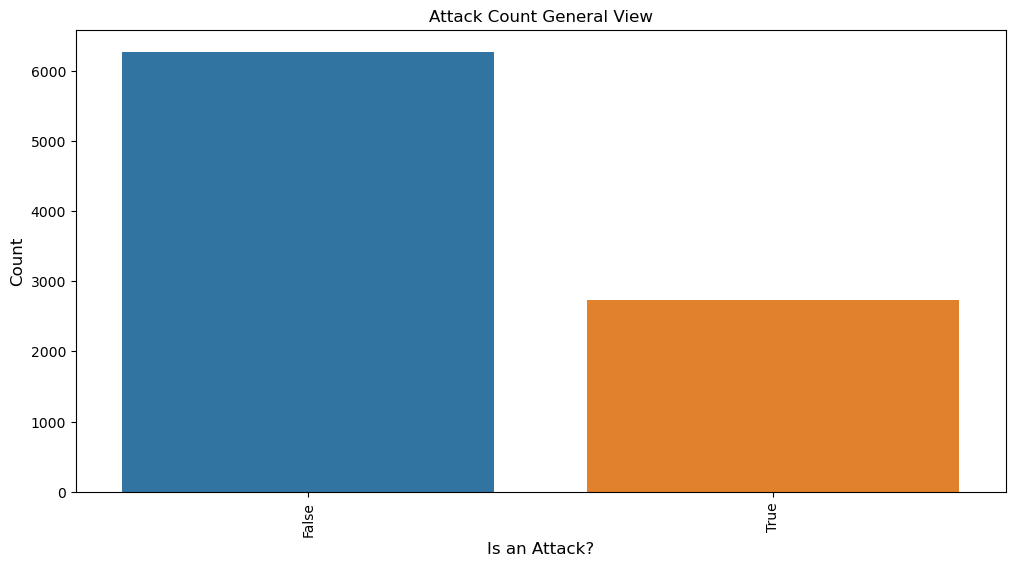 Attack Count General View
Count
6000
5000
4000
3000
2000
1000
0
False
True
Is an Attack?